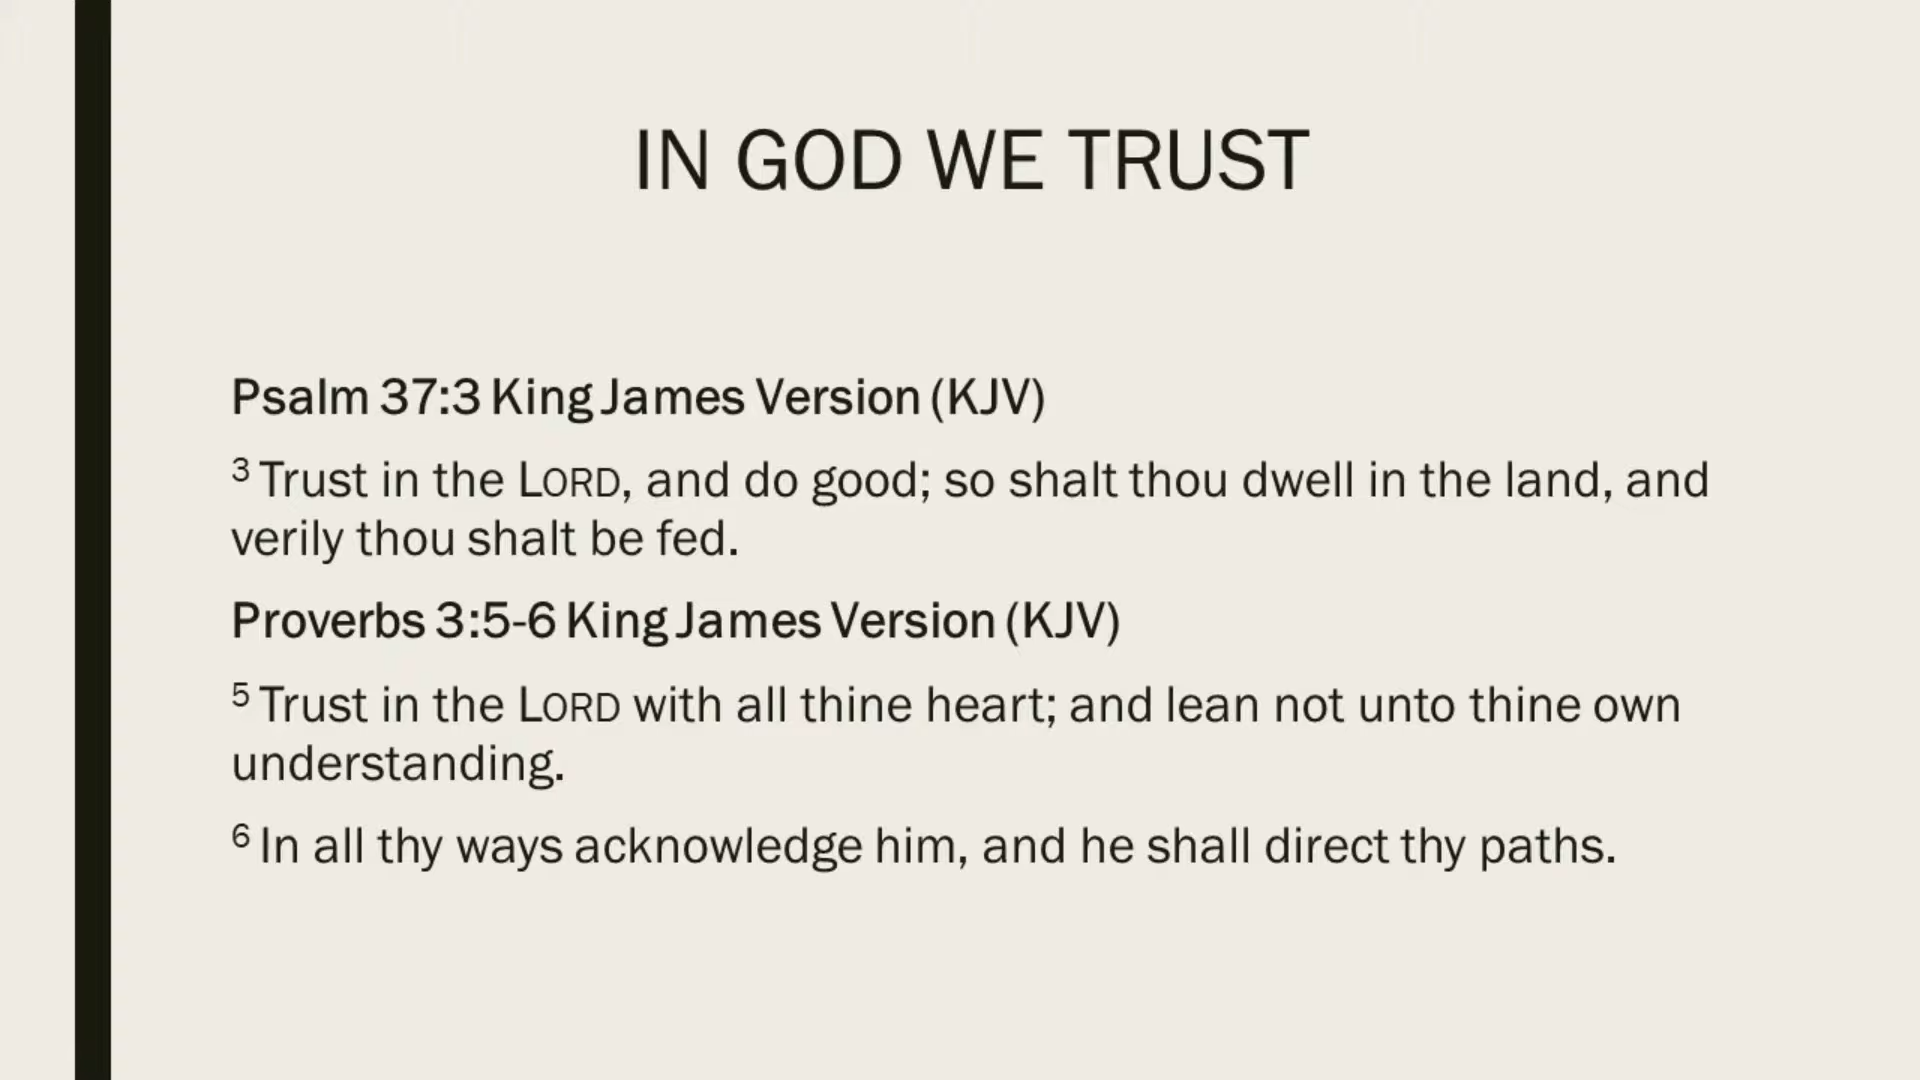 IN GOD WE TRUST
Psalm 37:3 King James Version (KJV)
3 Trust in the LORD, and do good; so shalt thou dwell in the land, and
verily thou shalt be fed.
Proverbs 3:5-6 King James Version (KJV)
5 Trust in the LORD with all thine heart; and lean not unto thine own
understanding.
6 In all thy ways acknowledge him, and he shall direct thy paths.